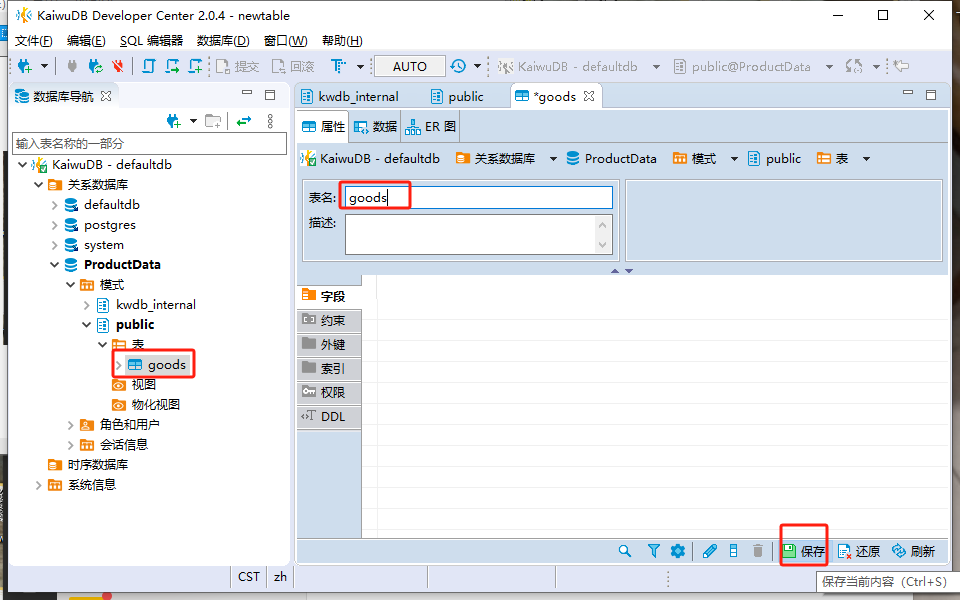 KaiwuDB Developer Center 2.0.4 - newtable
文件(F) 编辑(E) SQL 编辑器 数据库(D) 窗口(W) 帮助(H)
提交 回滚 AUTO KaiwuDB - defaultdb public@ProductData
数据库导航
输入表名称的一部分
KaiwuDB - defaultdb
关系数据库
defaultdb
postgres
system
ProductData
模式
kwdb_internal
public
表
goods
视图
物化视图
角色和用户
会话信息
时序数据库
系统信息
kwdb_internal public *goods
属性 数据 ER 图
KaiwuDB - defaultdb 关系数据库 ProductData 模式 public 表
表名: goods
描述:
字段
约束
外键
索引
权限
DDL
保存 还原 刷新
CST zh
保存当前内容（Ctrl+S）